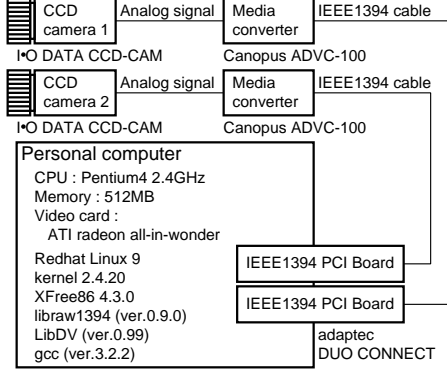 CCD camera 1
Analog signal
Media converter
IEEE1394 cable
I•O DATA CCD-CAM
Canopus ADVC-100
CCD camera 2
Analog signal
Media converter
IEEE1394 cable
I•O DATA CCD-CAM
Canopus ADVC-100
Personal computer
CPU : Pentium4 2.4GHz
Memory : 512MB
Video card :
ATI radeon all-in-wonder
Redhat Linux 9
kernel 2.4.20
XFree86 4.3.0
libraw1394 (ver.0.9.0)
LibDV (ver.0.99)
gcc (ver.3.2.2)
IEEE1394 PCI Board
IEEE1394 PCI Board
adaptec
DUO CONNECT